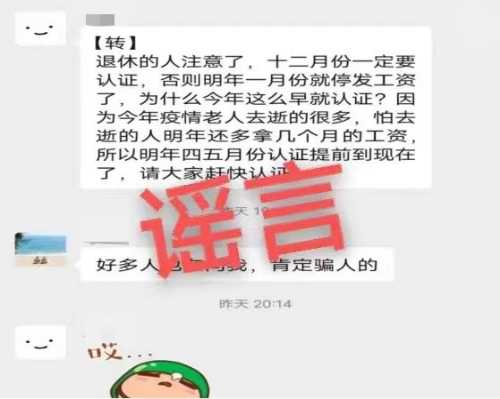 【转】
退休的人注意了，十二月份一定要
认证，否则明年一月份就停发工资
了，为什么今年这么早就认证？因
为今年疫情老人去逝的很多，怕去
逝的人明年还多拿几个月的工资，
所以明年四五月份认证提前到现在
了，请大家赶快认证
谣言
昨天 19
好多人 我，肯定骗人的
昨天 20:14
哎...